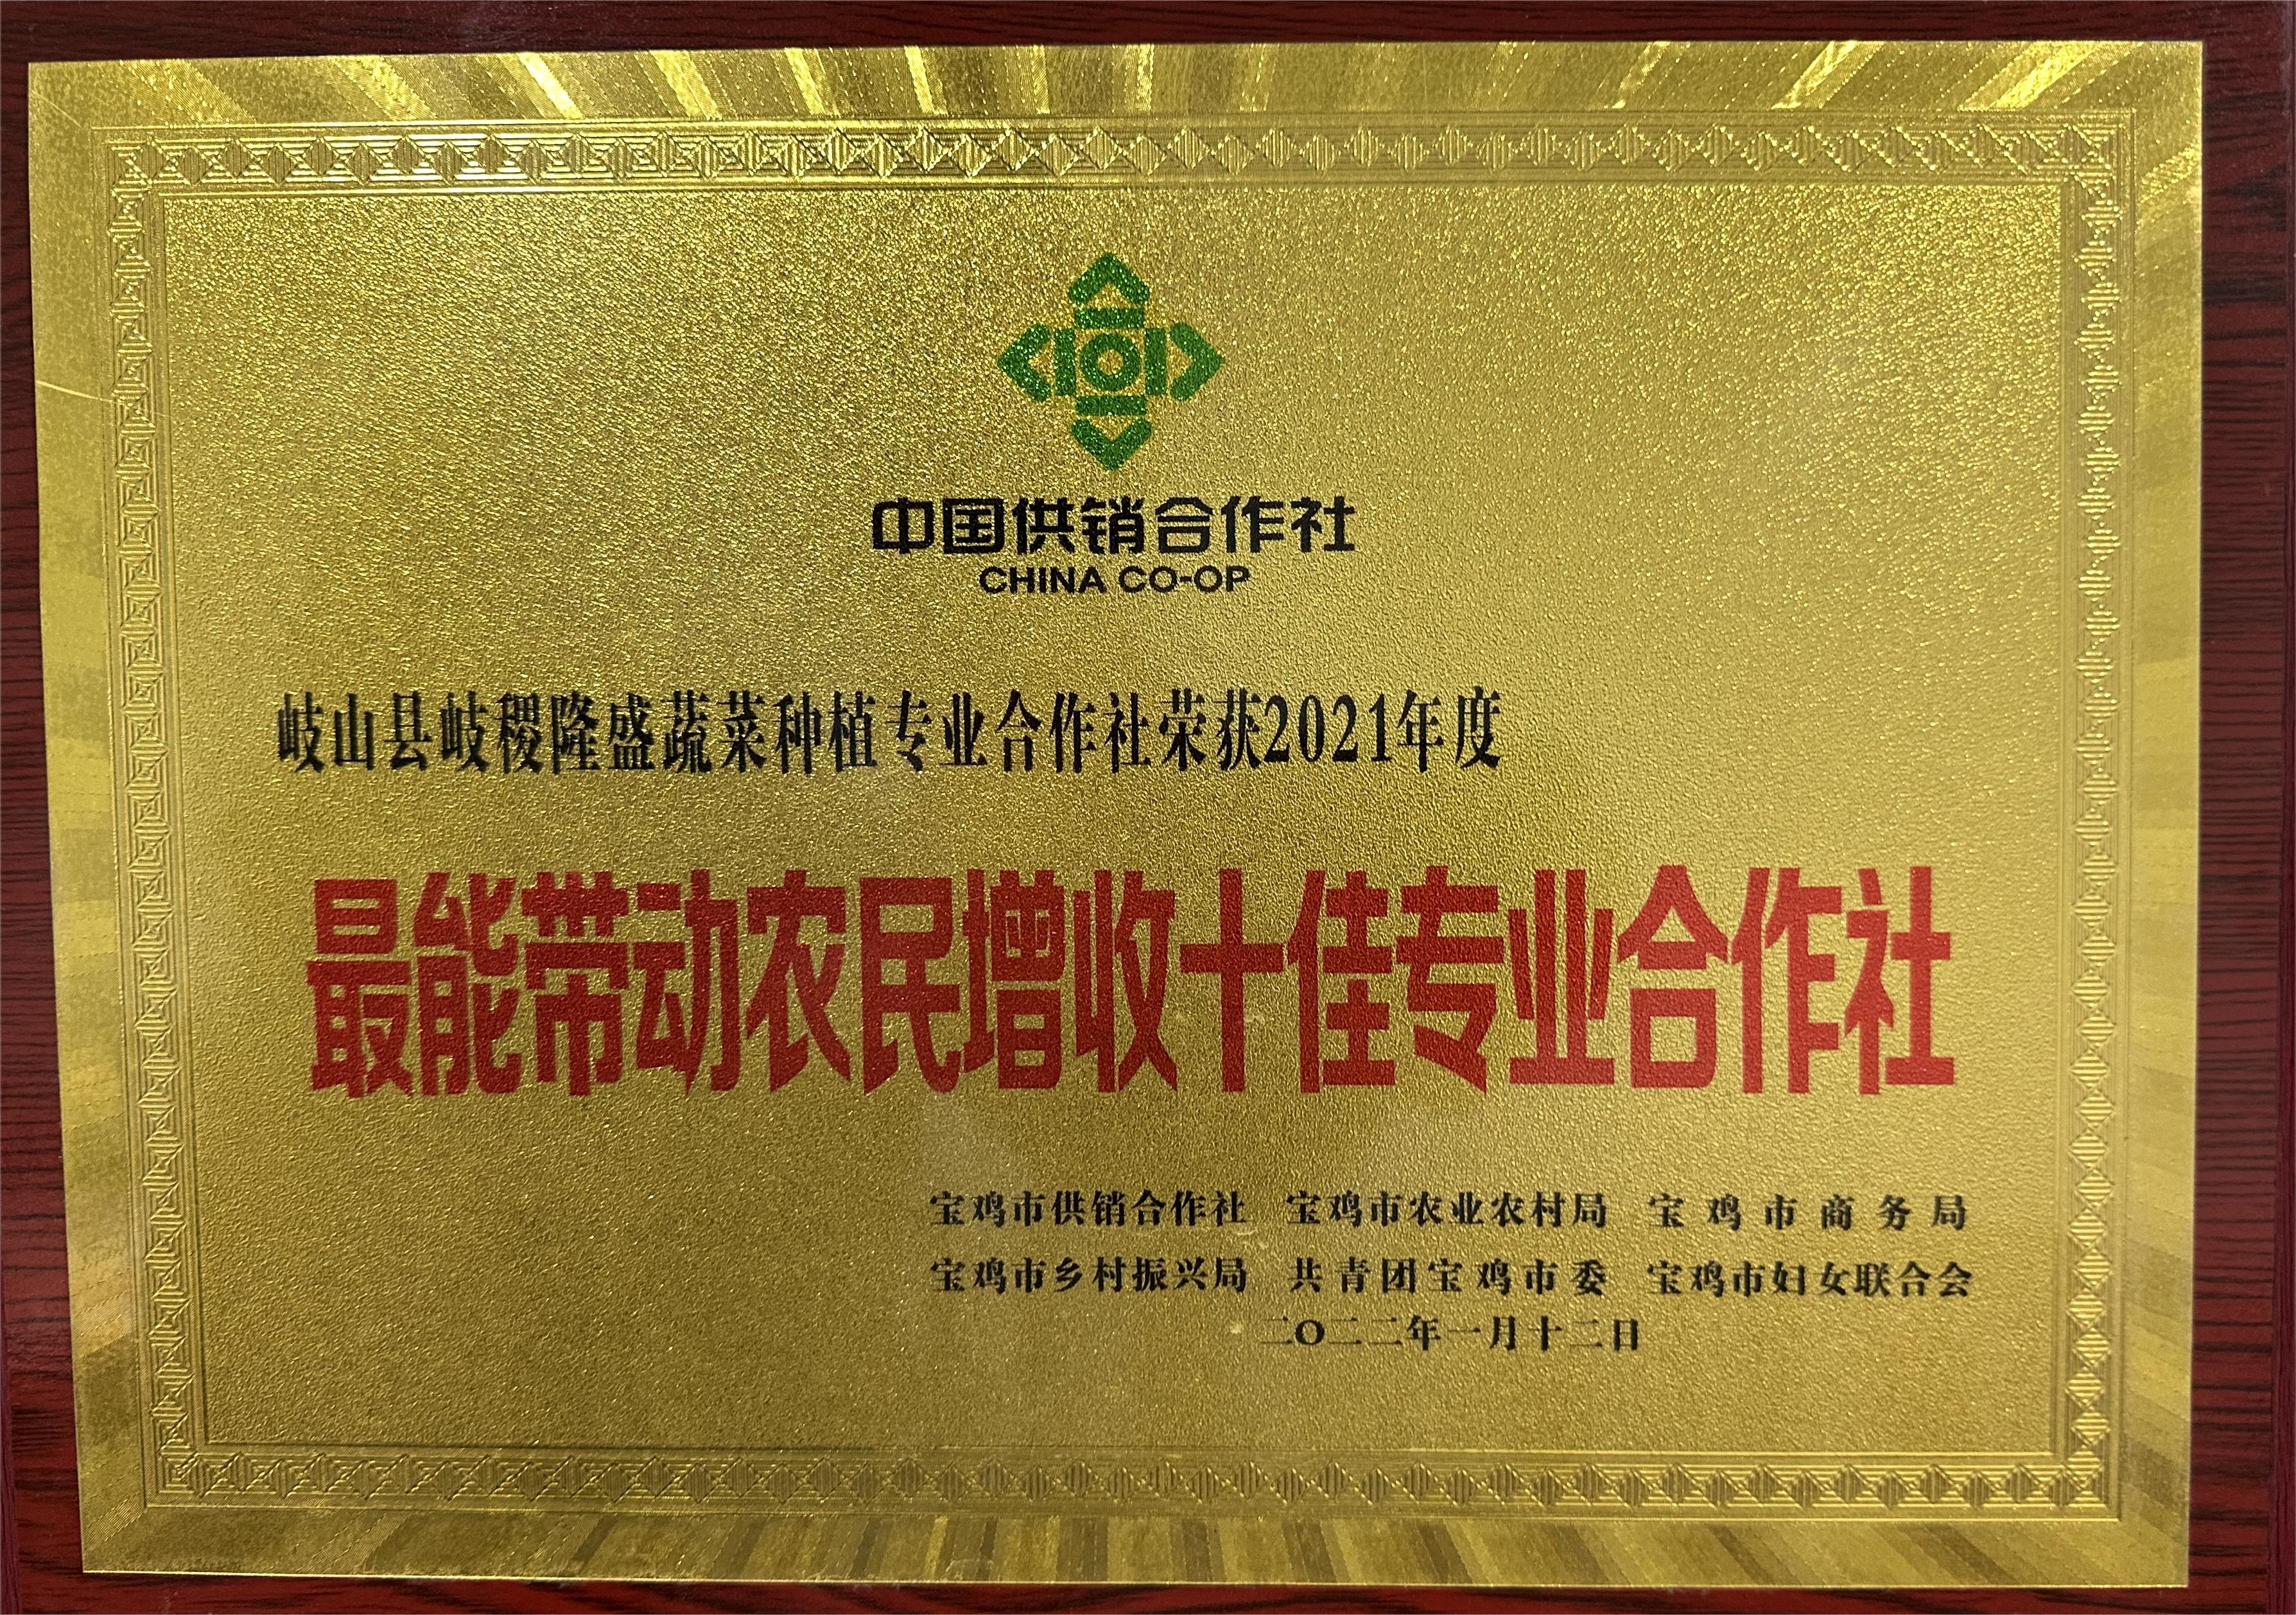 中国供销合作社
CHINA CO-OP
岐山县岐稷隆盛蔬菜种植专业合作社荣获2021年度
最能带动农民增收十佳专业合作社
宝鸡市供销合作社 宝鸡市农业农村局 宝鸡市商务局
宝鸡市乡村振兴局 共青团宝鸡市委 宝鸡市妇女联合会
二〇二二年一月十二日